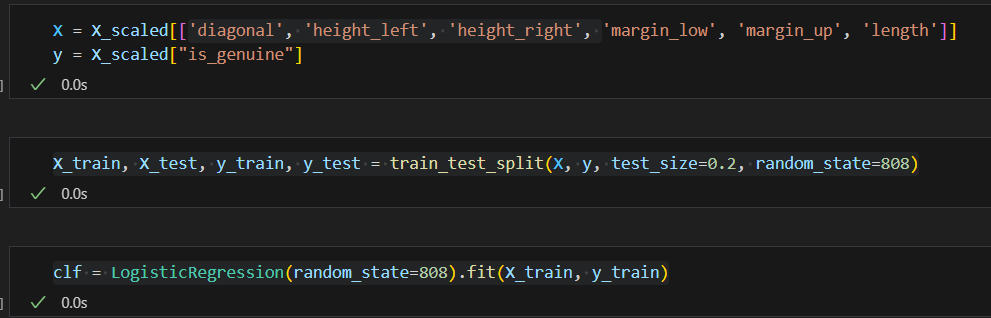 X = X_scaled[['diagonal', 'height_left', 'height_right', 'margin_low', 'margin_up', 'length']]
y = X_scaled["is_genuine"]
] ✓ 0.0s
X_train, X_test, y_train, y_test = train_test_split(X, y, test_size=0.2, random_state=808)
] ✓ 0.0s
clf = LogisticRegression(random_state=808).fit(X_train, y_train)
] ✓ 0.0s